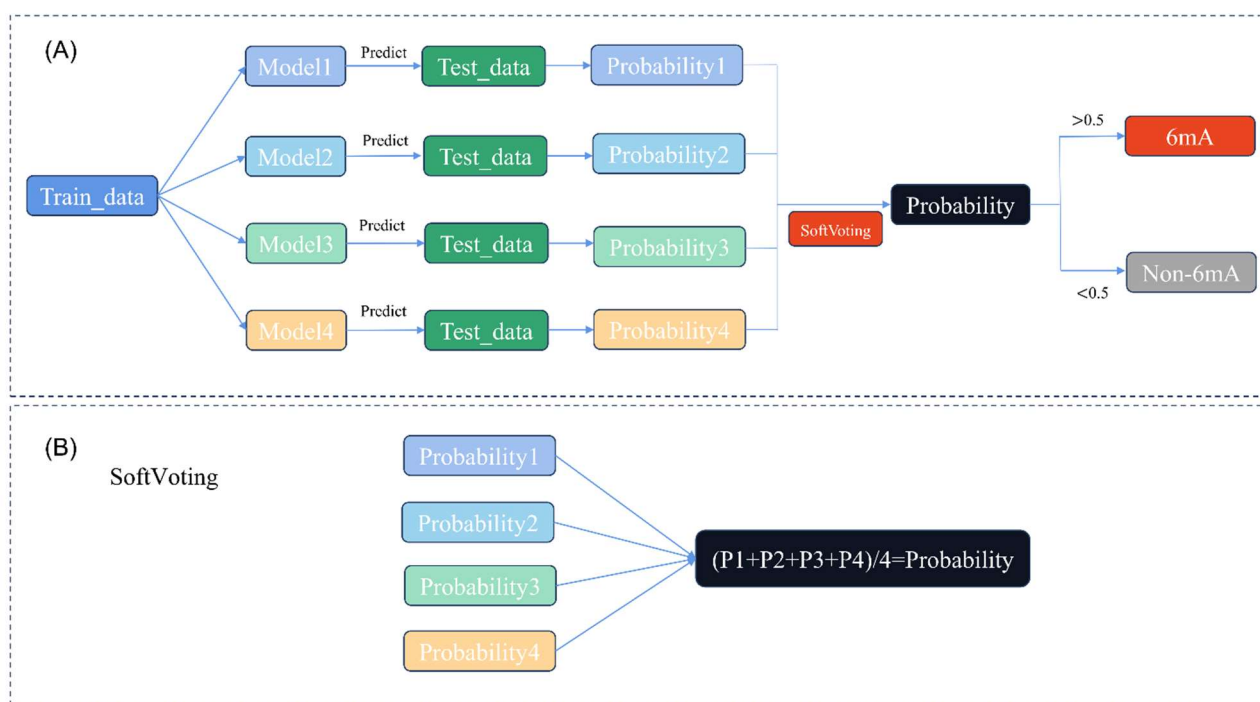 (A)
Train_data
Model1
Predict
Test_data
Probability1
Model2
Predict
Test_data
Probability2
Model3
Predict
Test_data
Probability3
Model4
Predict
Test_data
Probability4
SoftVoting
Probability
>0.5
6mA
<0.5
Non-6mA
(B)
SoftVoting
Probability1
Probability2
Probability3
Probability4
(P1+P2+P3+P4)/4=Probability